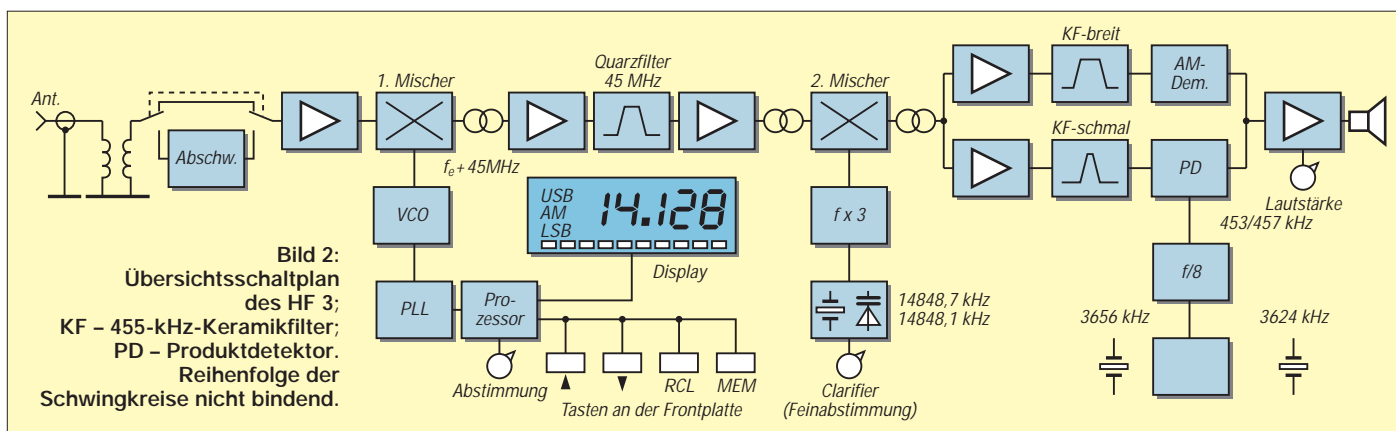 Ant.
Abschw.
1. Mischer
fe + 45MHz
VCO
PLL
Pro-
zessor
Abstimmung
Quarzfilter
45 MHz
USB
AM
LSB
14.128
Display
RCL
MEM
Tasten an der Frontplatte
2. Mischer
f x 3
14848,7 kHz
14848,1 kHz
Clarifier
(Feinabstimmung)
KF-breit
AM-
Dem.
KF-schmal
PD
Lautstärke
453/457 kHz
f/8
3656 kHz
3624 kHz
Bild 2:
Übersichtsschaltplan
des HF 3;
KF – 455-kHz-Keramikfilter;
PD – Produktdetektor.
Reihenfolge der
Schwingkreise nicht bindend.